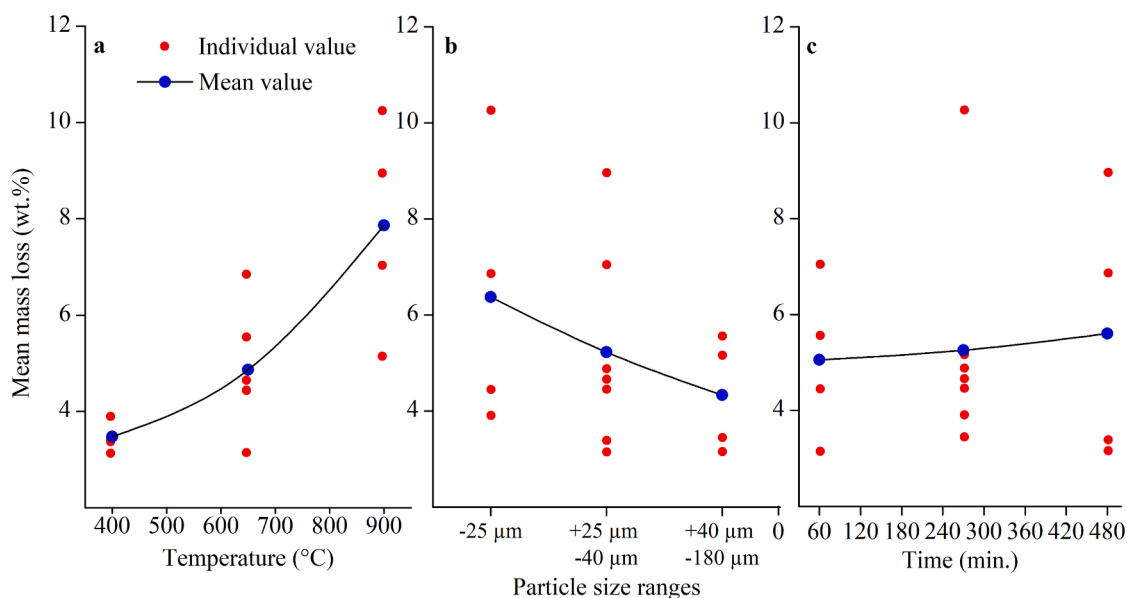 Mean mass loss (wt.%)
12
10
8
6
4
a
Individual value
Mean value
400 500 600 700 800 900
Temperature (°C)
12
10
8
6
4
b
-25 µm +25 µm +40 µm 0
-40 µm -180 µm
Particle size ranges
12
10
8
6
4
c
60 120 180 240 300 360 420 480
Time (min.)